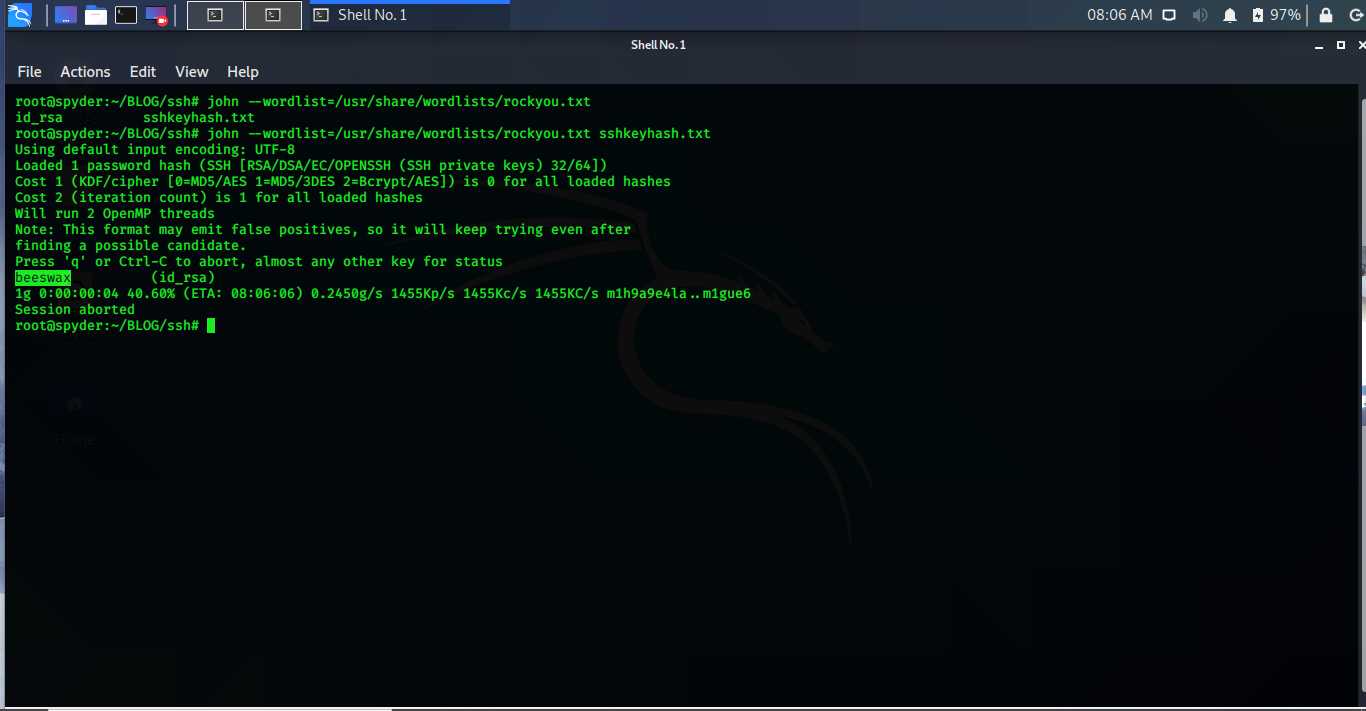 Shell No. 1
08:06 AM
97%
Shell No. 1
File Actions Edit View Help
root@spyder:~/BLOG/ssh# john --wordlist=/usr/share/wordlists/rockyou.txt
id_rsa sshkeyhash.txt
root@spyder:~/BLOG/ssh# john --wordlist=/usr/share/wordlists/rockyou.txt sshkeyhash.txt
Using default input encoding: UTF-8
Loaded 1 password hash (SSH [RSA/DSA/EC/OPENSSH (SSH private keys) 32/64])
Cost 1 (KDF/cipher [0=MD5/AES 1=MD5/3DES 2=Bcrypt/AES]) is 0 for all loaded hashes
Cost 2 (iteration count) is 1 for all loaded hashes
Will run 2 OpenMP threads
Note: This format may emit false positives, so it will keep trying even after
finding a possible candidate.
Press 'q' or Ctrl-C to abort, almost any other key for status
beeswax (id_rsa)
1g 0:00:00:04 40.60% (ETA: 08:06:06) 0.2450g/s 1455Kp/s 1455Kc/s 1455KC/s m1h9a9e4la..m1gue6
Session aborted
root@spyder:~/BLOG/ssh#
Home